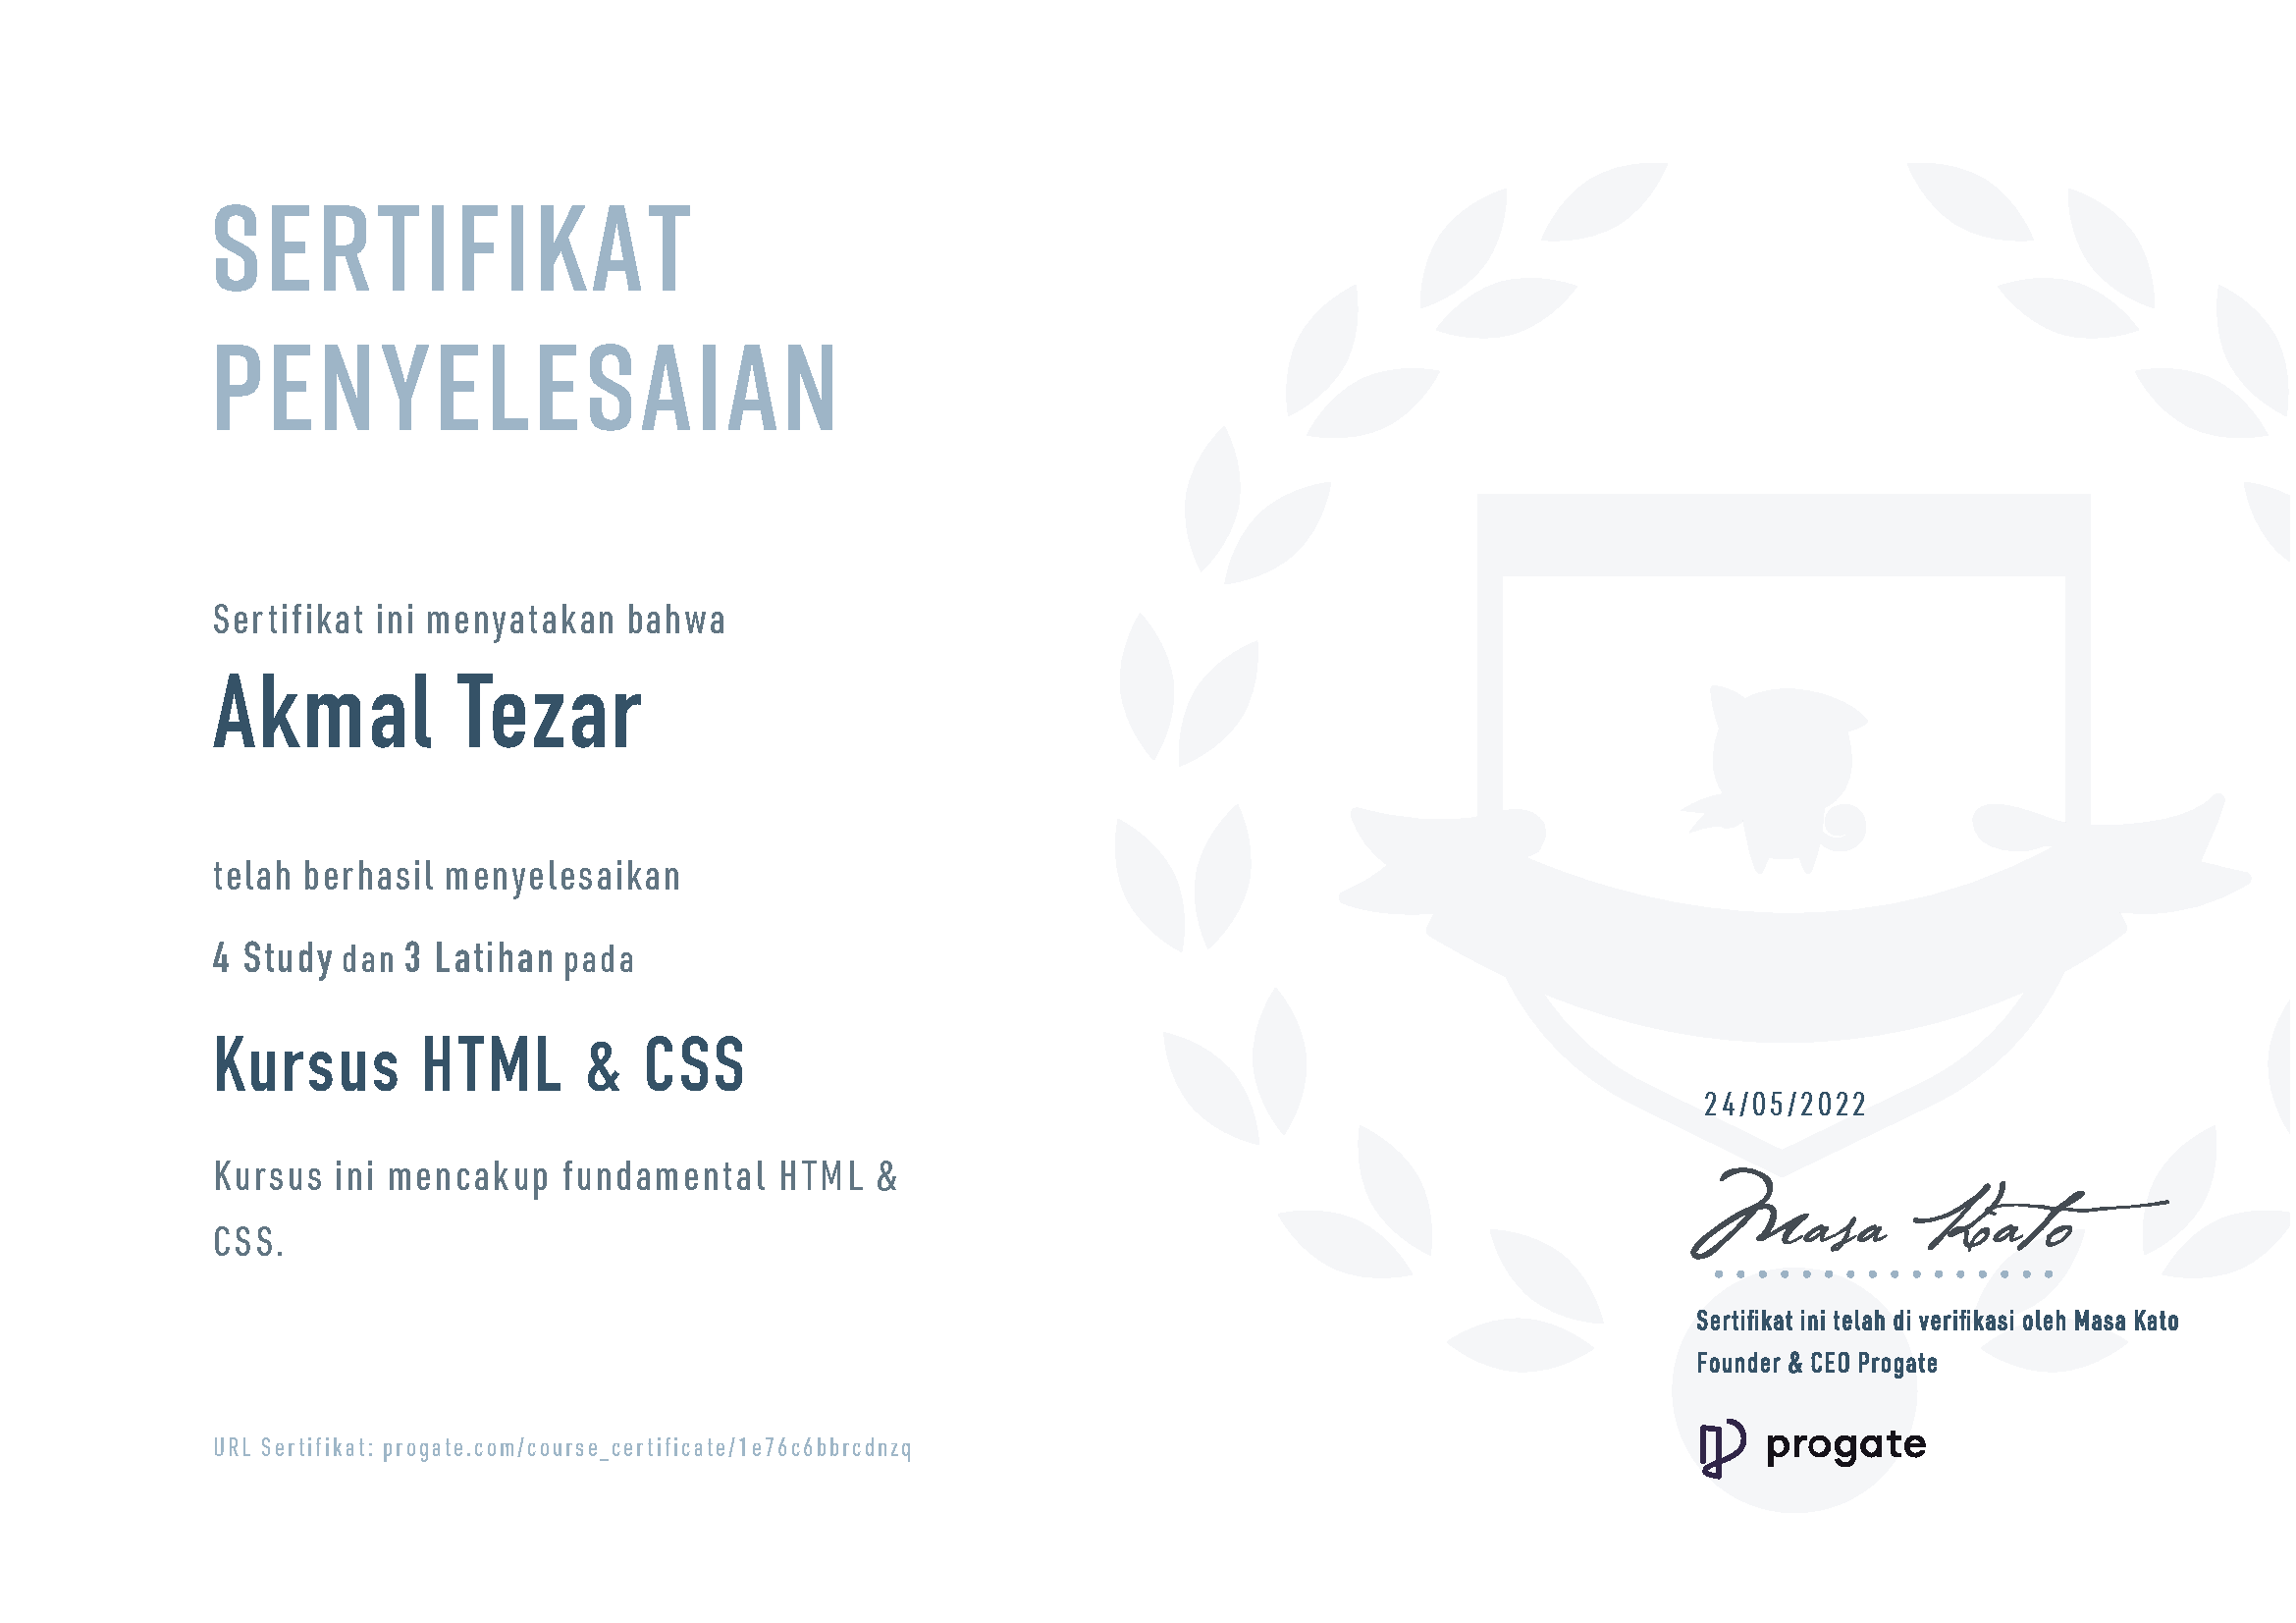 SERTIFIKAT
PENYELESAIAN
Sertifikat ini menyatakan bahwa
Akmal Tezar
telah berhasil menyelesaikan
4 Study dan 3 Latihan pada
Kursus HTML & CSS
Kursus ini mencakup fundamental HTML &
CSS.
URL Sertifikat: progate.com/course_certificate/1e76c6bbrcdnzq
24/05/2022
Masa Kato
Sertifikat ini telah di verifikasi oleh Masa Kato
Founder & CEO Progate
progate